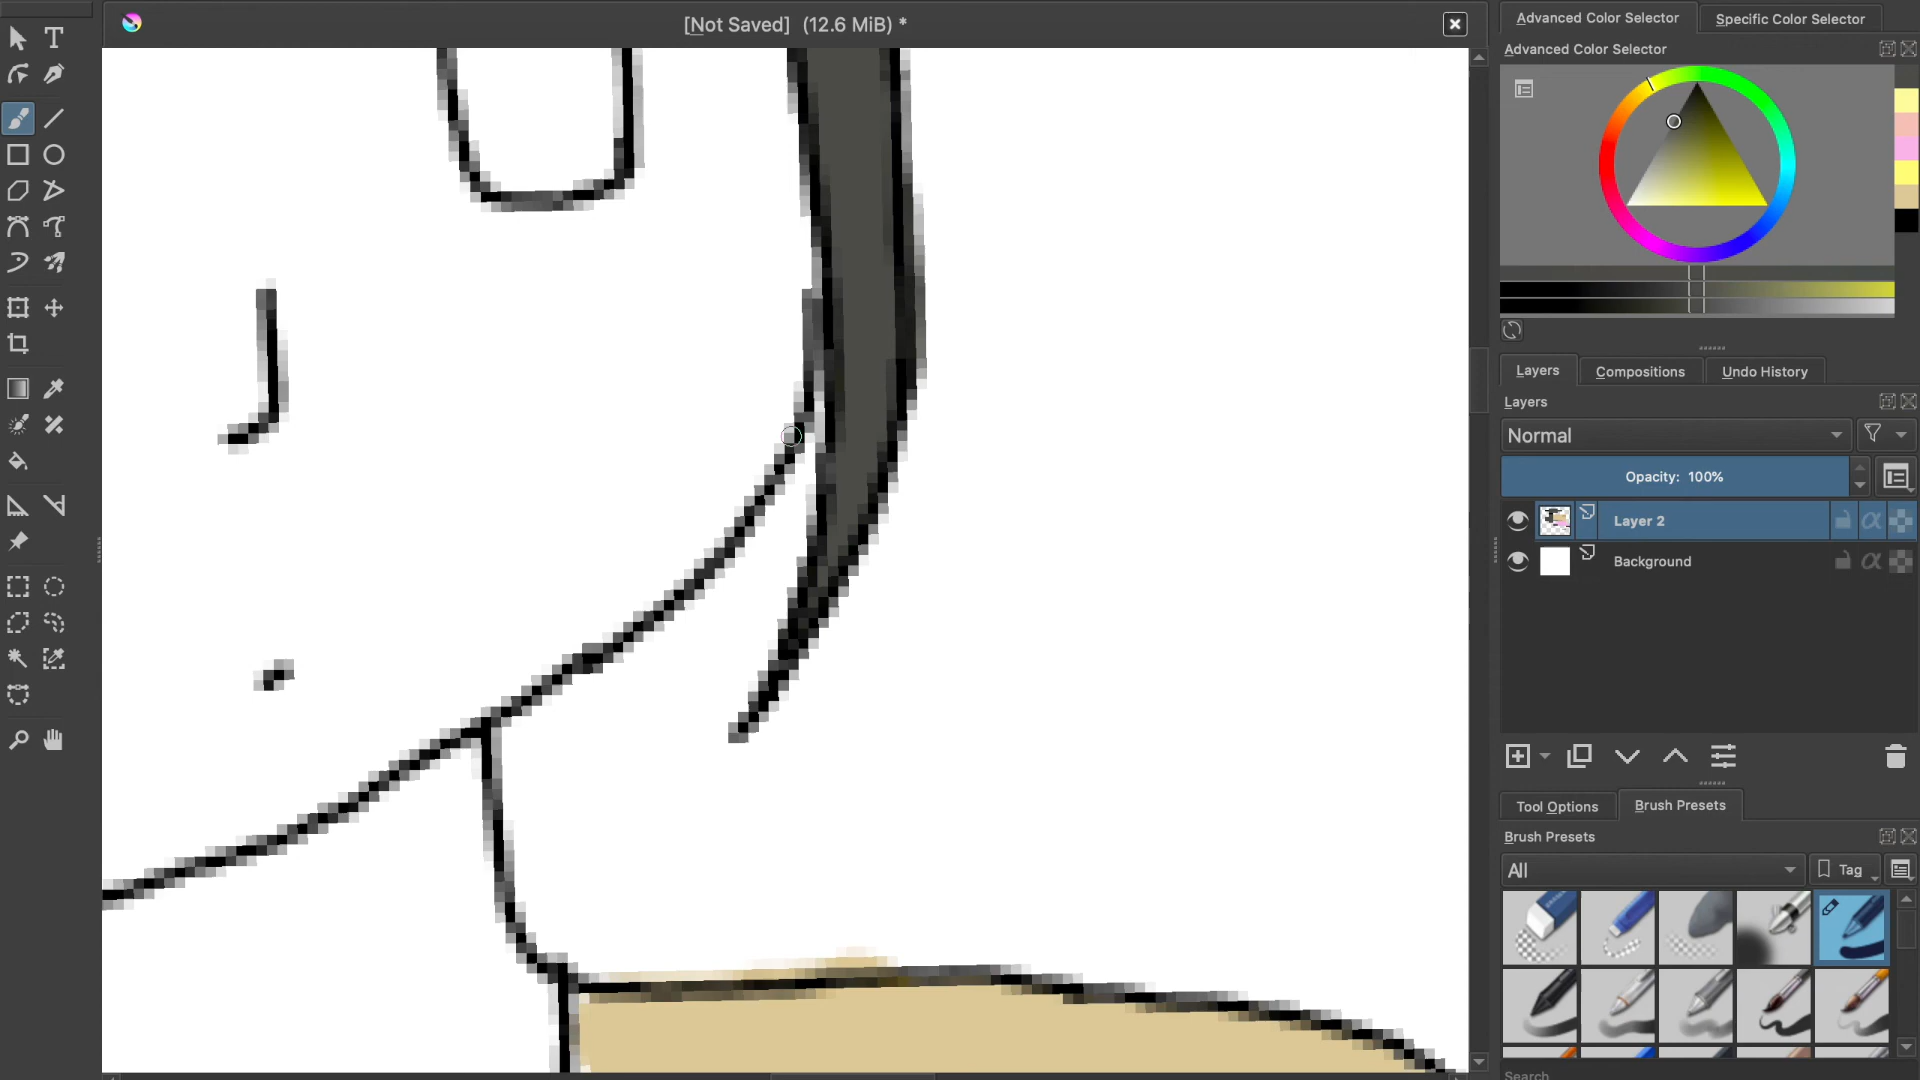 [Not Saved] (12.6 MiB) *
Advanced Color Selector
Specific Color Selector
Advanced Color Selector
Layers
Compositions
Undo History
Layers
Normal
Opacity: 100%
Layer 2
Background
Tool Options
Brush Presets
Brush Presets
All
Tag
Search